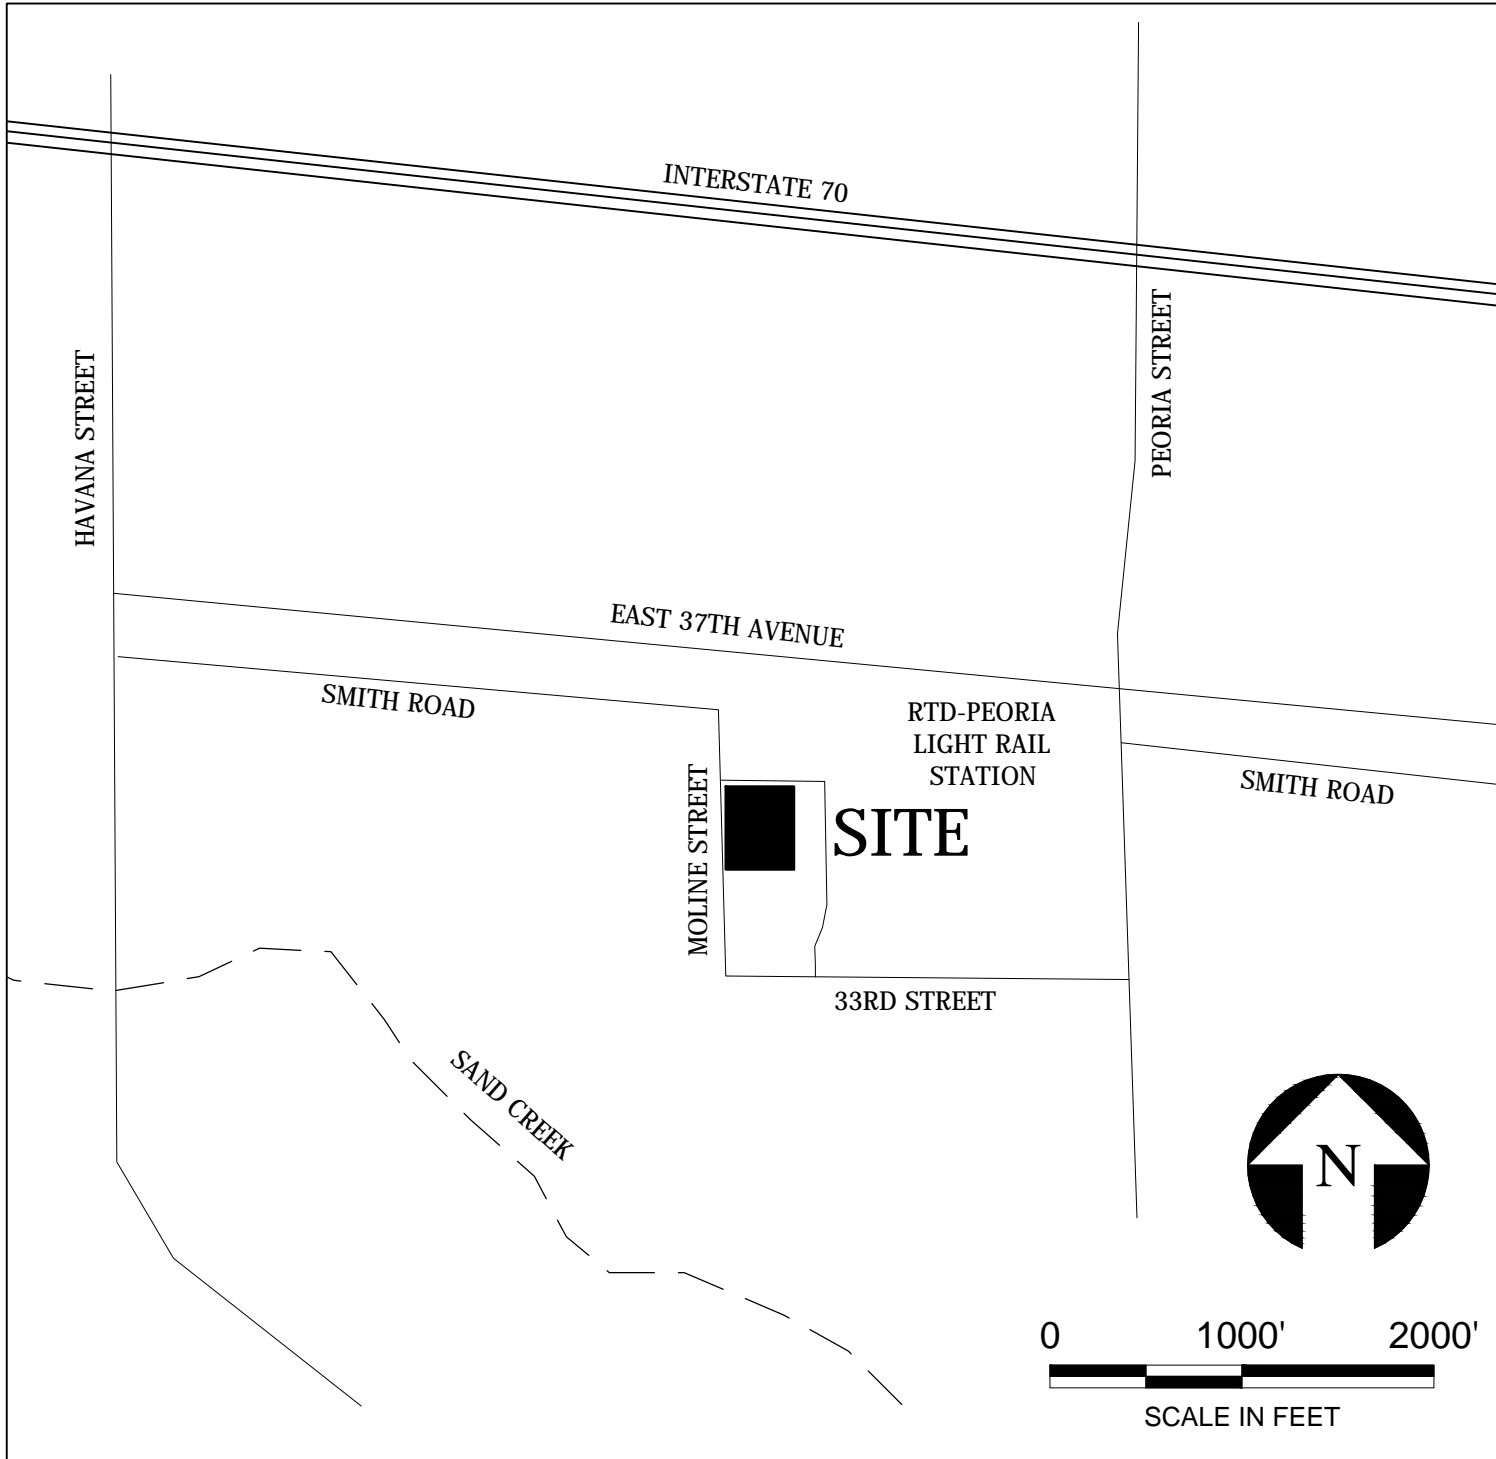 INTERSTATE 70
PEORIA STREET
HAVANA STREET
EAST 37TH AVENUE
SMITH ROAD
RTD-PEORIA
LIGHT RAIL
STATION
SMITH ROAD
MOLINE STREET
SITE
33RD STREET
SAND CREEK
N
0 1000' 2000'
SCALE IN FEET